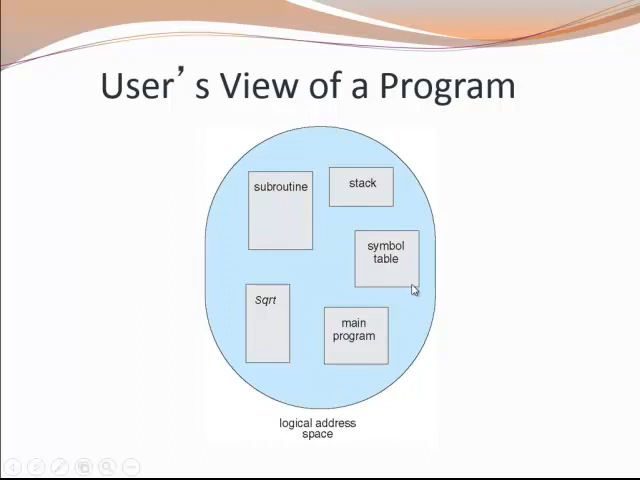 User’s View of a Program
subroutine
stack
symbol
table
Sqrt
main
program
logical address
space